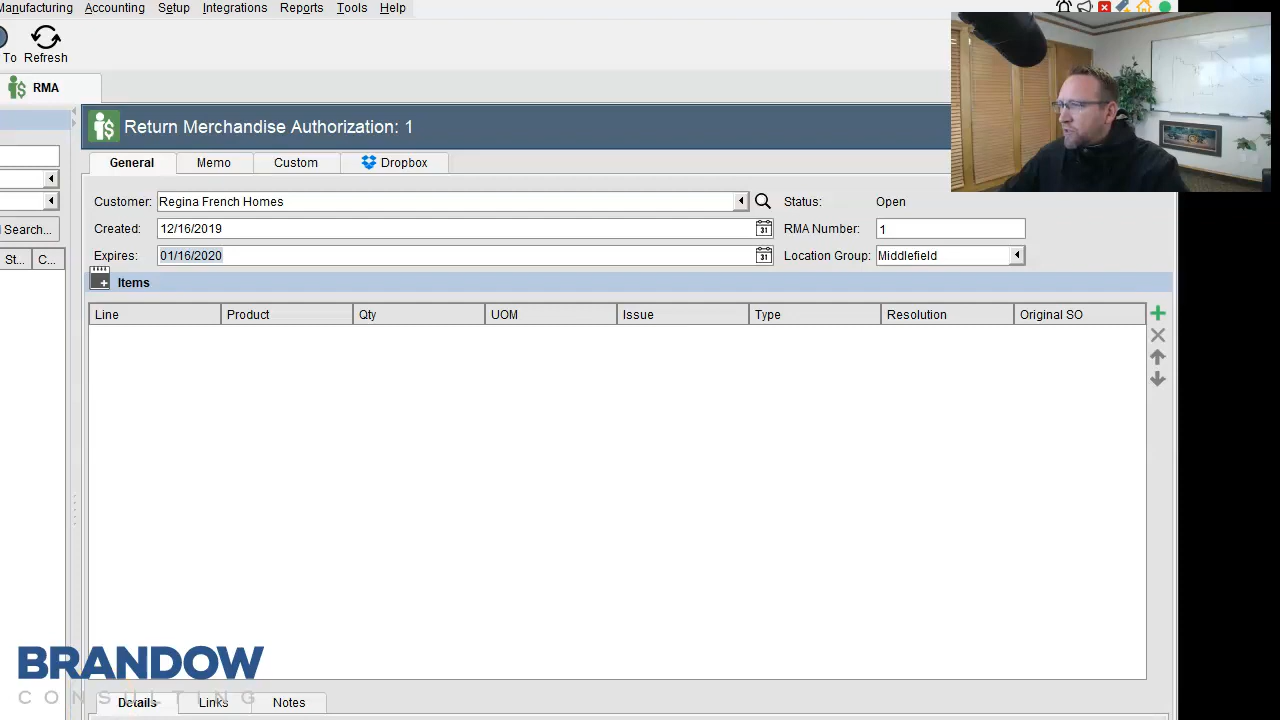 Manufacturing Accounting Setup Integrations Reports Tools Help
To Refresh
RMA
Return Merchandise Authorization: 1
General Memo Custom Dropbox
Customer: Regina French Homes Status: Open
Created: 12/16/2019 31 RMA Number: 1
Expires: 01/16/2020 31 Location Group: Middlefield
Search...
St... C...
Items
Line Product Qty UOM Issue Type Resolution Original SO
BRANDOW
CONSULTING
Details Links Notes